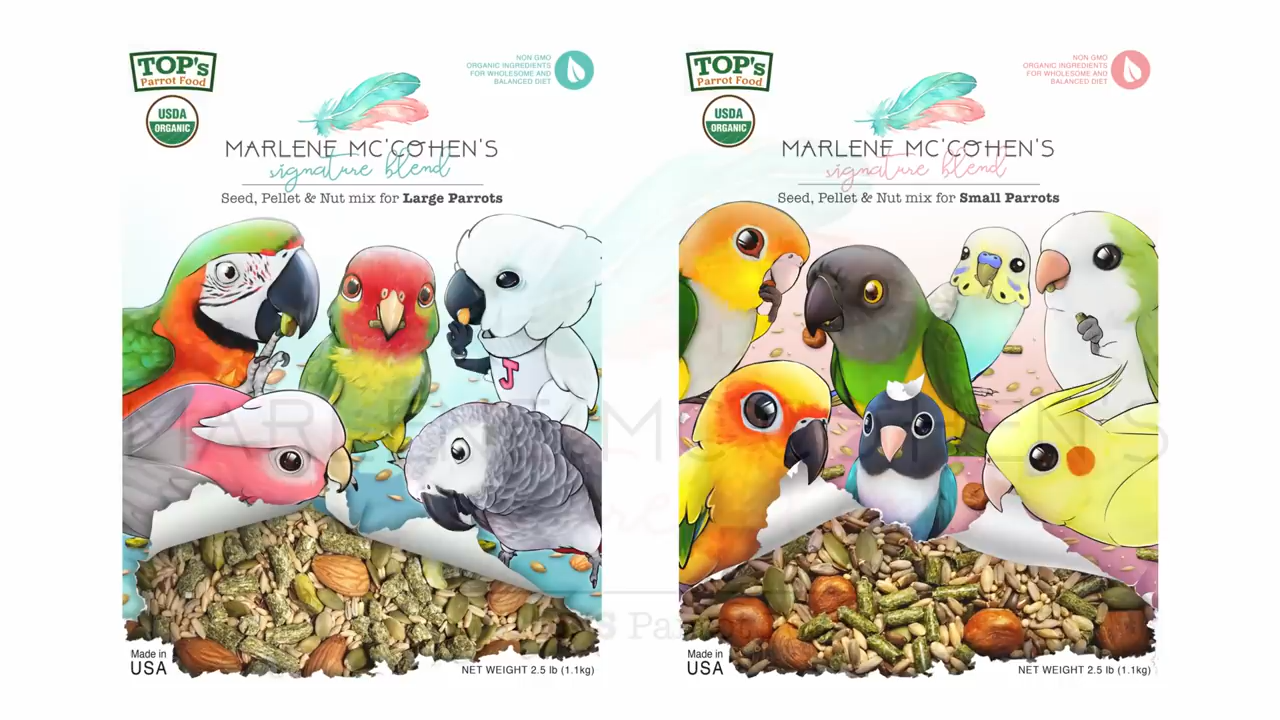 TOP's
Parrot Food
USDA
ORGANIC
NON GMO
ORGANIC INGREDIENTS
FOR WHOLESOME AND
BALANCED DIET
MARLENE MC'COHEN'S
signature blend
Seed, Pellet & Nut mix for Large Parrots
J
Made in
USA
NET WEIGHT 2.5 lb (1.1kg)
TOP's
Parrot Food
USDA
ORGANIC
NON GMO
ORGANIC INGREDIENTS
FOR WHOLESOME AND
BALANCED DIET
MARLENE MC'COHEN'S
signature blend
Seed, Pellet & Nut mix for Small Parrots
Made in
USA
NET WEIGHT 2.5 lb (1.1kg)
MARLENE MC'COHEN'S